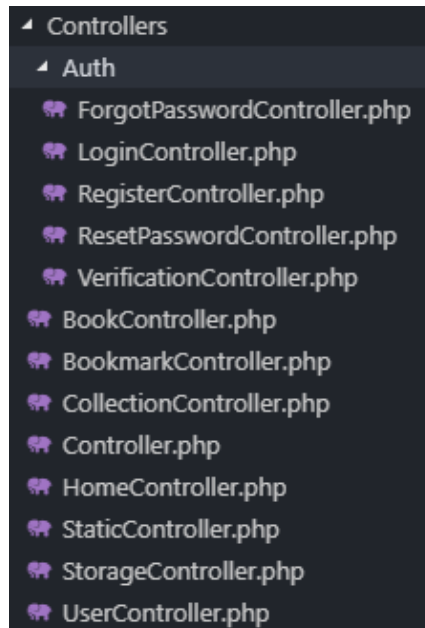 Controllers
Auth
ForgotPasswordController.php
LoginController.php
RegisterController.php
ResetPasswordController.php
VerificationController.php
BookController.php
BookmarkController.php
CollectionController.php
Controller.php
HomeController.php
StaticController.php
StorageController.php
UserController.php